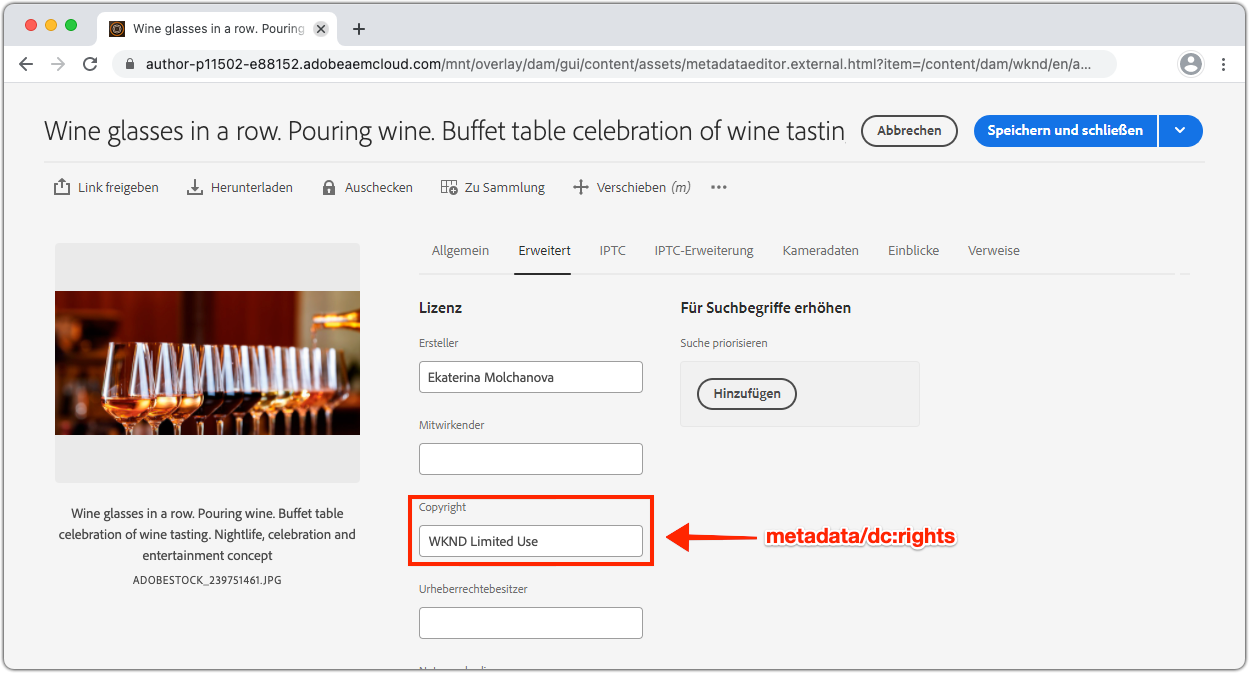 Wine glasses in a row. Pouring
author-p11502-e88152.adobeaemcloud.com/mnt/overlay/dam/gui/content/assets/metadataeditor.external.html?item=/content/dam/wknd/en/a...
Wine glasses in a row. Pouring wine. Buffet table celebration of wine tastin
Abbrechen
Speichern und schließen
Link freigeben
Herunterladen
Auschecken
Zu Sammlung
Verschieben (m)
Allgemein
Erweitert
IPTC
IPTC-Erweiterung
Kameradaten
Einblicke
Verweise
Lizenz
Ersteller
Ekaterina Molchanova
Mitwirkender
Copyright
WKND Limited Use
metadata/dc:rights
Urheberrechtebesitzer
Für Suchbegriffe erhöhen
Suche priorisieren
Hinzufügen
Wine glasses in a row. Pouring wine. Buffet table
celebration of wine tasting. Nightlife, celebration and
entertainment concept
ADOBESTOCK_239751461.JPG